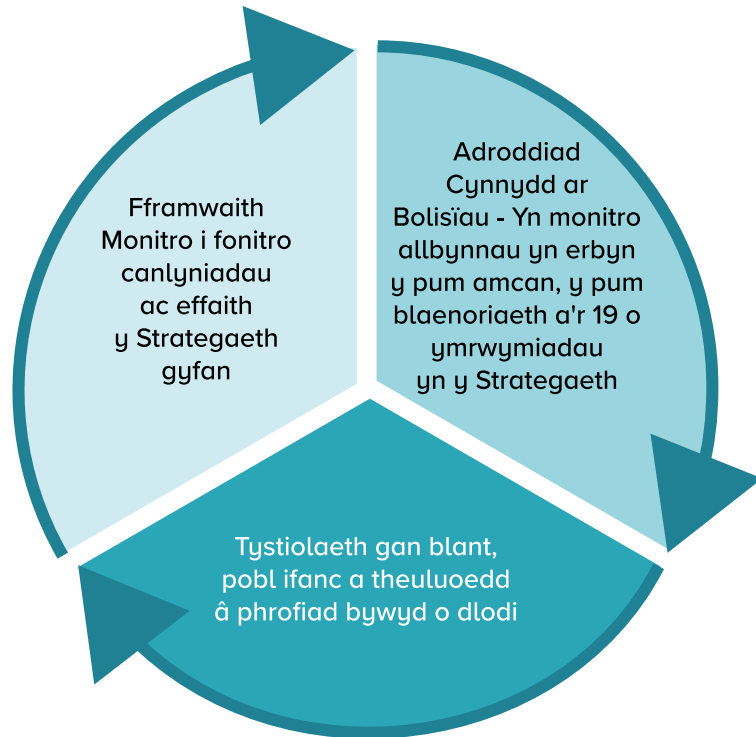 Fframwaith
Monitro i fonitro
canlyniadau
ac effaith
y Strategaeth
gyfan
Adroddiad
Cynnydd ar
Bolisïau - Yn monitro
allbynnau yn erbyn
y pum amcan, y pum
blaenoriaeth a'r 19 o
ymrwymiadau
yn y Strategaeth
Tystiolaeth gan blant,
pobl ifanc a theuluoedd
â phrofiad bywyd o dlodi